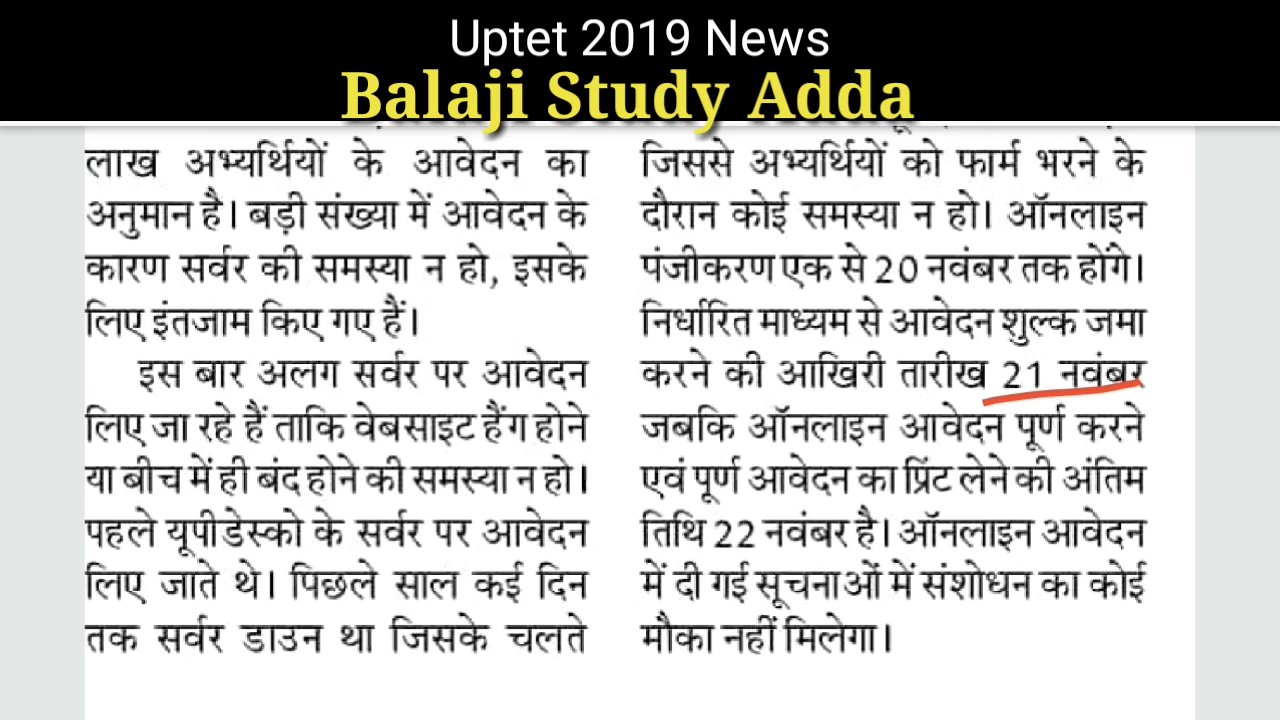 Uptet 2019 News
Balaji Study Adda
लाख अभ्यर्थियों के आवेदन का
अनुमान है। बड़ी संख्या में आवेदन के
कारण सर्वर की समस्या न हो, इसके
लिए इंतजाम किए गए हैं।
इस बार अलग सर्वर पर आवेदन
लिए जा रहे हैं ताकि वेबसाइट हैंग होने
या बीच में ही बंद होने की समस्या न हो।
पहले यूपीडेस्को के सर्वर पर आवेदन
लिए जाते थे। पिछले साल कई दिन
तक सर्वर डाउन था जिसके चलते
जिससे अभ्यर्थियों को फार्म भरने के
दौरान कोई समस्या न हो। ऑनलाइन
पंजीकरण एक से 20 नवंबर तक होंगे।
निर्धारित माध्यम से आवेदन शुल्क जमा
करने की आखिरी तारीख 21 नवंबर
जबकि ऑनलाइन आवेदन पूर्ण करने
एवं पूर्ण आवेदन का प्रिंट लेने की अंतिम
तिथि 22 नवंबर है। ऑनलाइन आवेदन
में दी गई सूचनाओं में संशोधन का कोई
मौका नहीं मिलेगा।